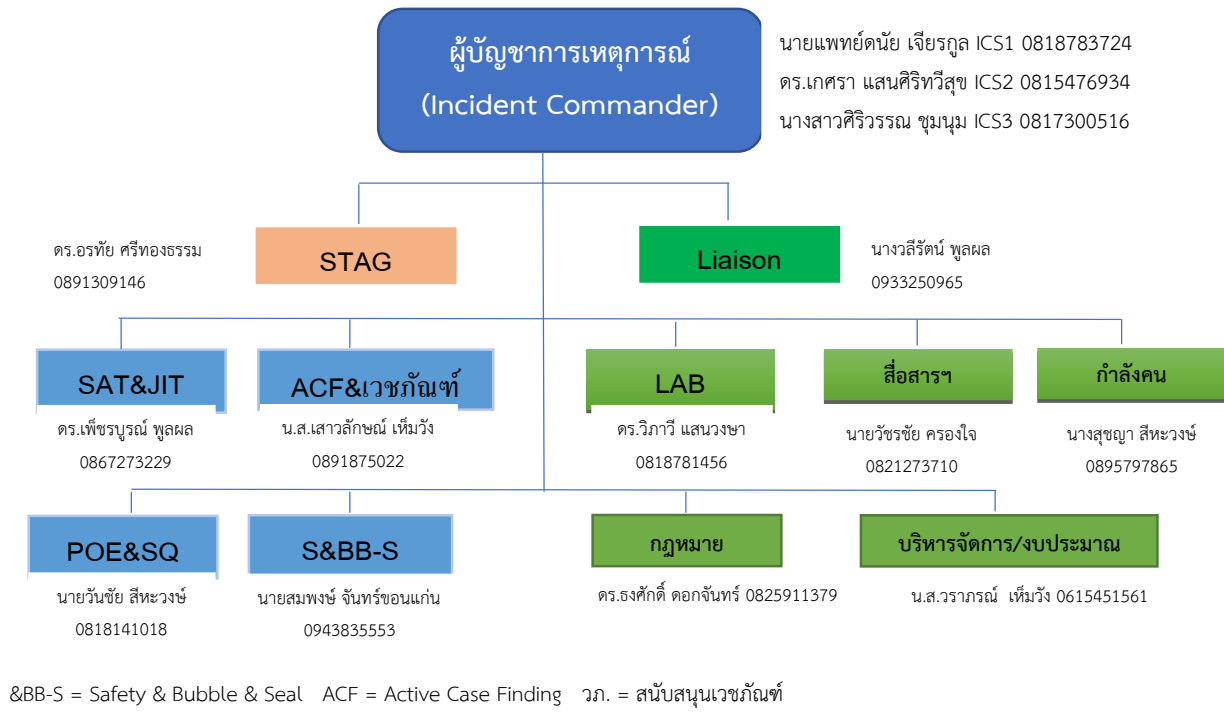 ผู้บัญชาการเหตุการณ์
(Incident Commander)
นายแพทย์ดนัย เจียรกูล ICS1 0818783724
ดร.เกศรา แสนศิริทวีสุข ICS2 0815476934
นางสาวศิริวรรณ ชุมนุม ICS3 0817300516
ดร.อรทัย ศรีทองธรรม
0891309146
STAG
Liaison
นางวลีรัตน์ พูลผล
0933250965
SAT&JIT
ดร.เพ็ชรบูรณ์ พูลผล
0867273229
ACF&เวชภัณฑ์
น.ส.เสาวลักษณ์ เห็มวัง
0891875022
LAB
ดร.วิภาวี แสนวงษา
0818781456
สื่อสารฯ
นายวัชรชัย ครองใจ
0821273710
กำลังคน
นางสุชญา สีหะวงษ์
0895797865
POE&SQ
นายวันชัย สีหะวงษ์
0818141018
S&BB-S
นายสมพงษ์ จันทร์ขอนแก่น
0943835553
กฎหมาย
ดร.ธงศักดิ์ ดอกจันทร์ 0825911379
บริหารจัดการ/งบประมาณ
น.ส.วราภรณ์ เห็มวัง 0615451561
&BB-S = Safety & Bubble & Seal ACF = Active Case Finding วภ. = สนับสนุนเวชภัณฑ์